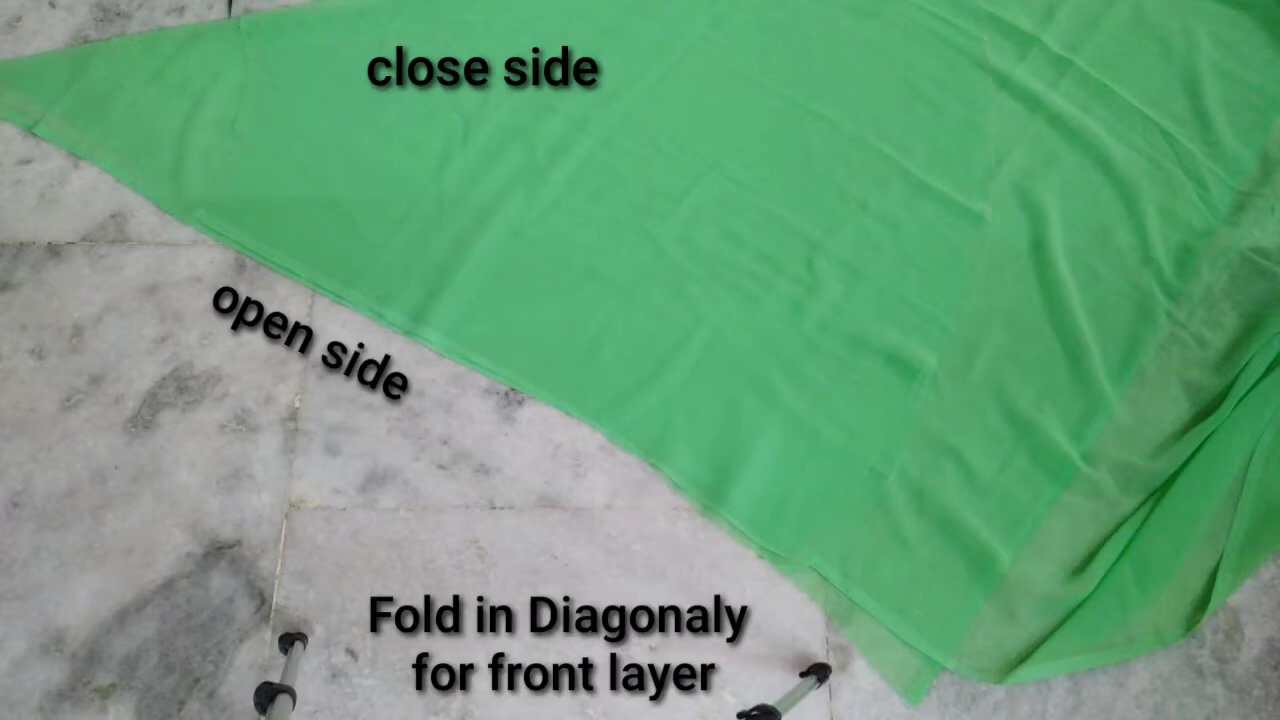 close side
open side
Fold in Diagonaly
for front layer